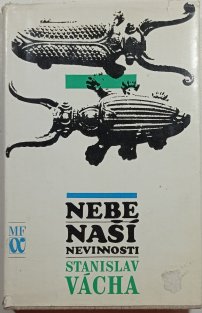 NEBE
NAŠÍ
NEVINNOSTI
MF
α
STANISLAV
VÁCHA